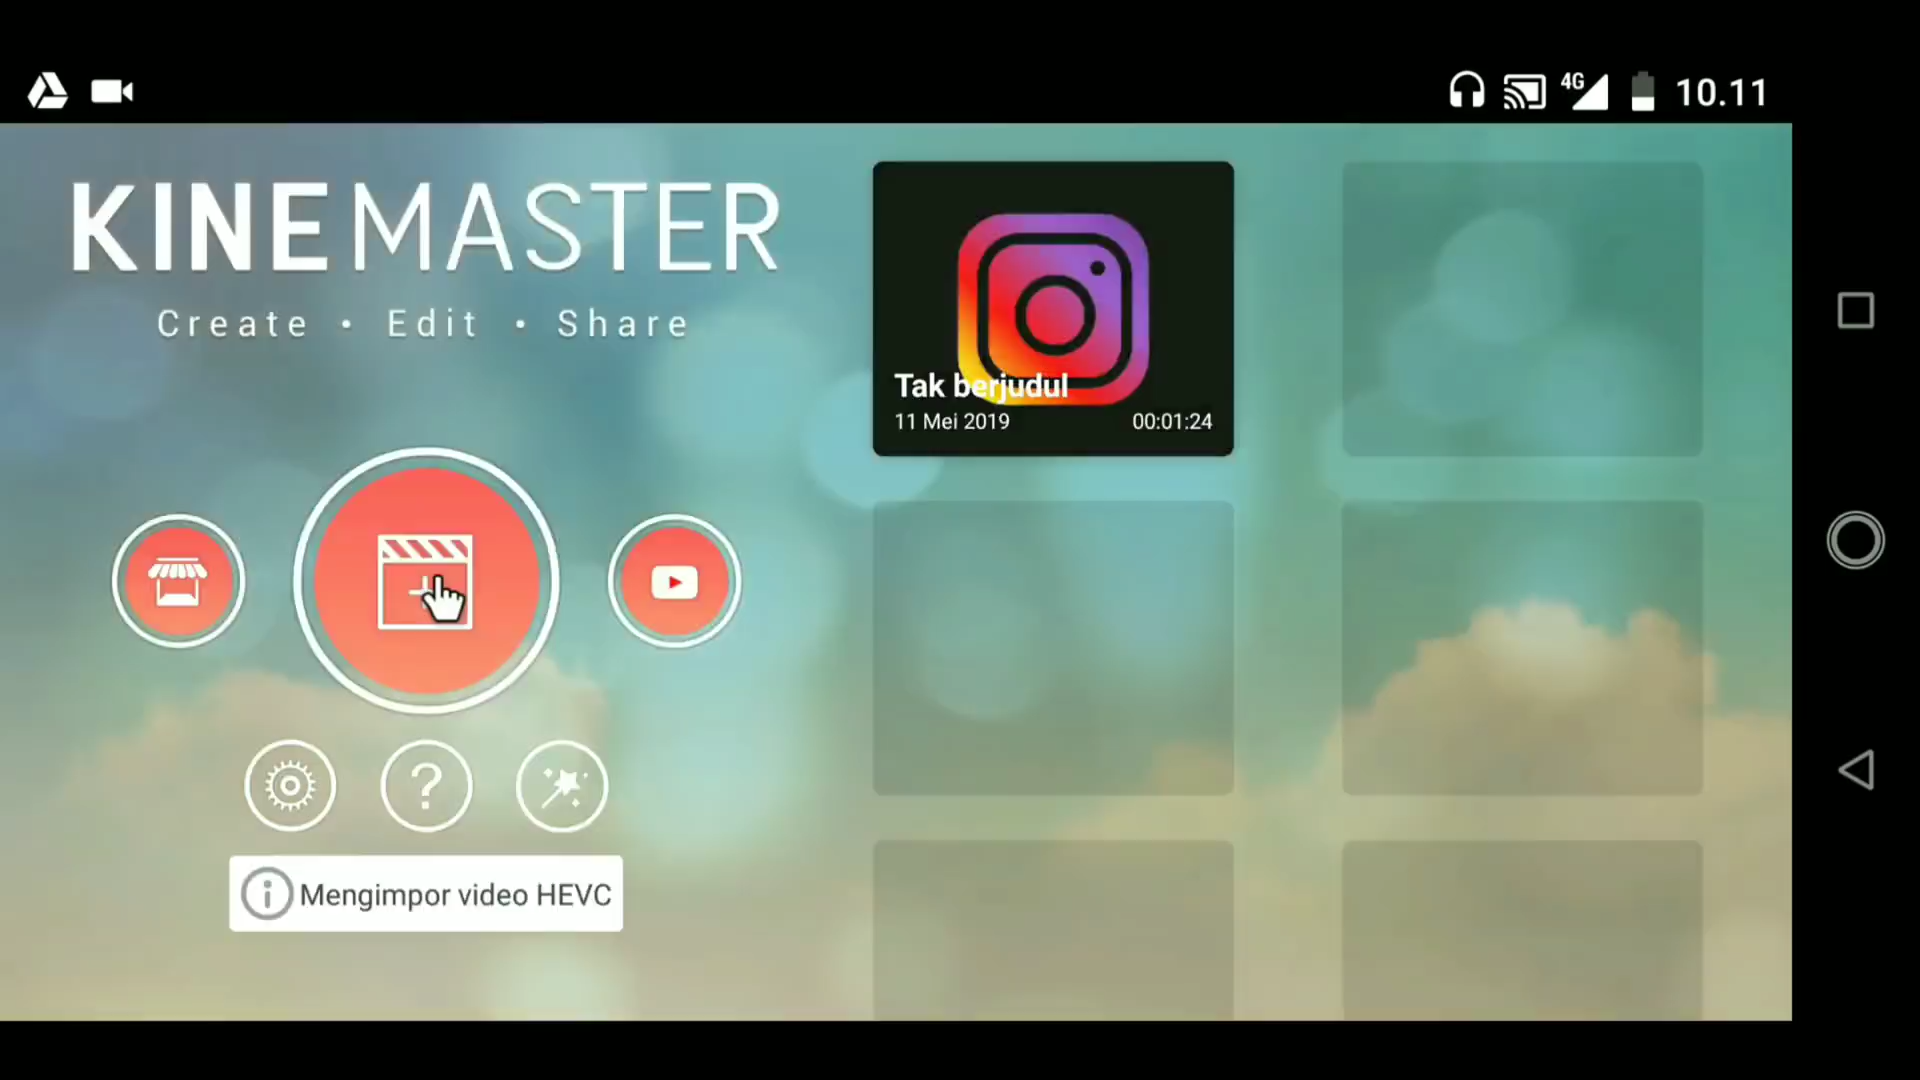 4G 10.11
KINEMASTER
Create • Edit • Share
Tak berjudul
11 Mei 2019 00:01:24
Mengimpor video HEVC